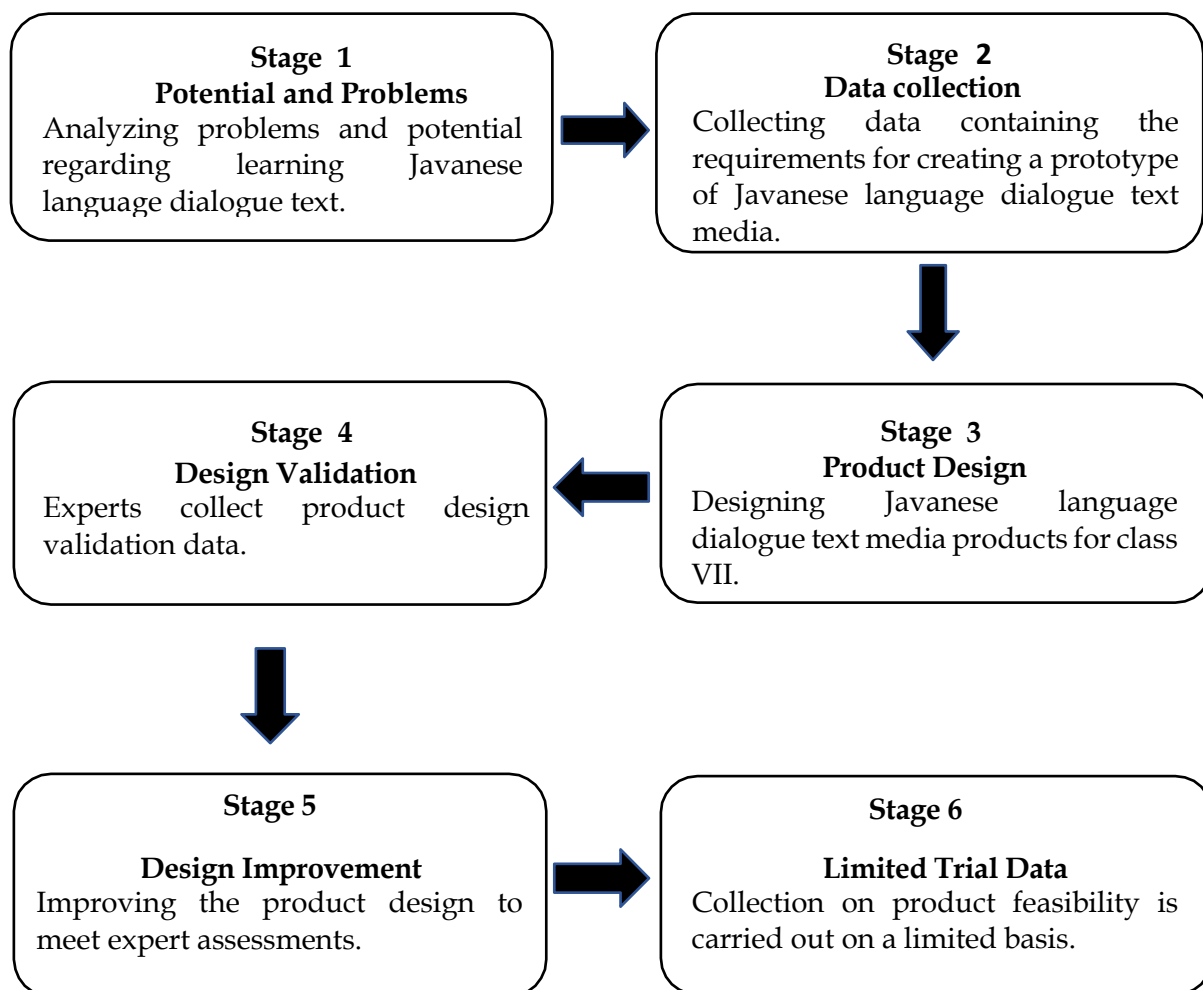 Stage 1
Potential and Problems
Analyzing problems and potential
regarding learning Javanese
language dialogue text.
Stage 2
Data collection
Collecting data containing the
requirements for creating a prototype
of Javanese language dialogue text
media.
Stage 3
Product Design
Designing Javanese language
dialogue text media products for class
VII.
Stage 4
Design Validation
Experts collect product design
validation data.
Stage 5
Design Improvement
Improving the product design to
meet expert assessments.
Stage 6
Limited Trial Data
Collection on product feasibility is
carried out on a limited basis.